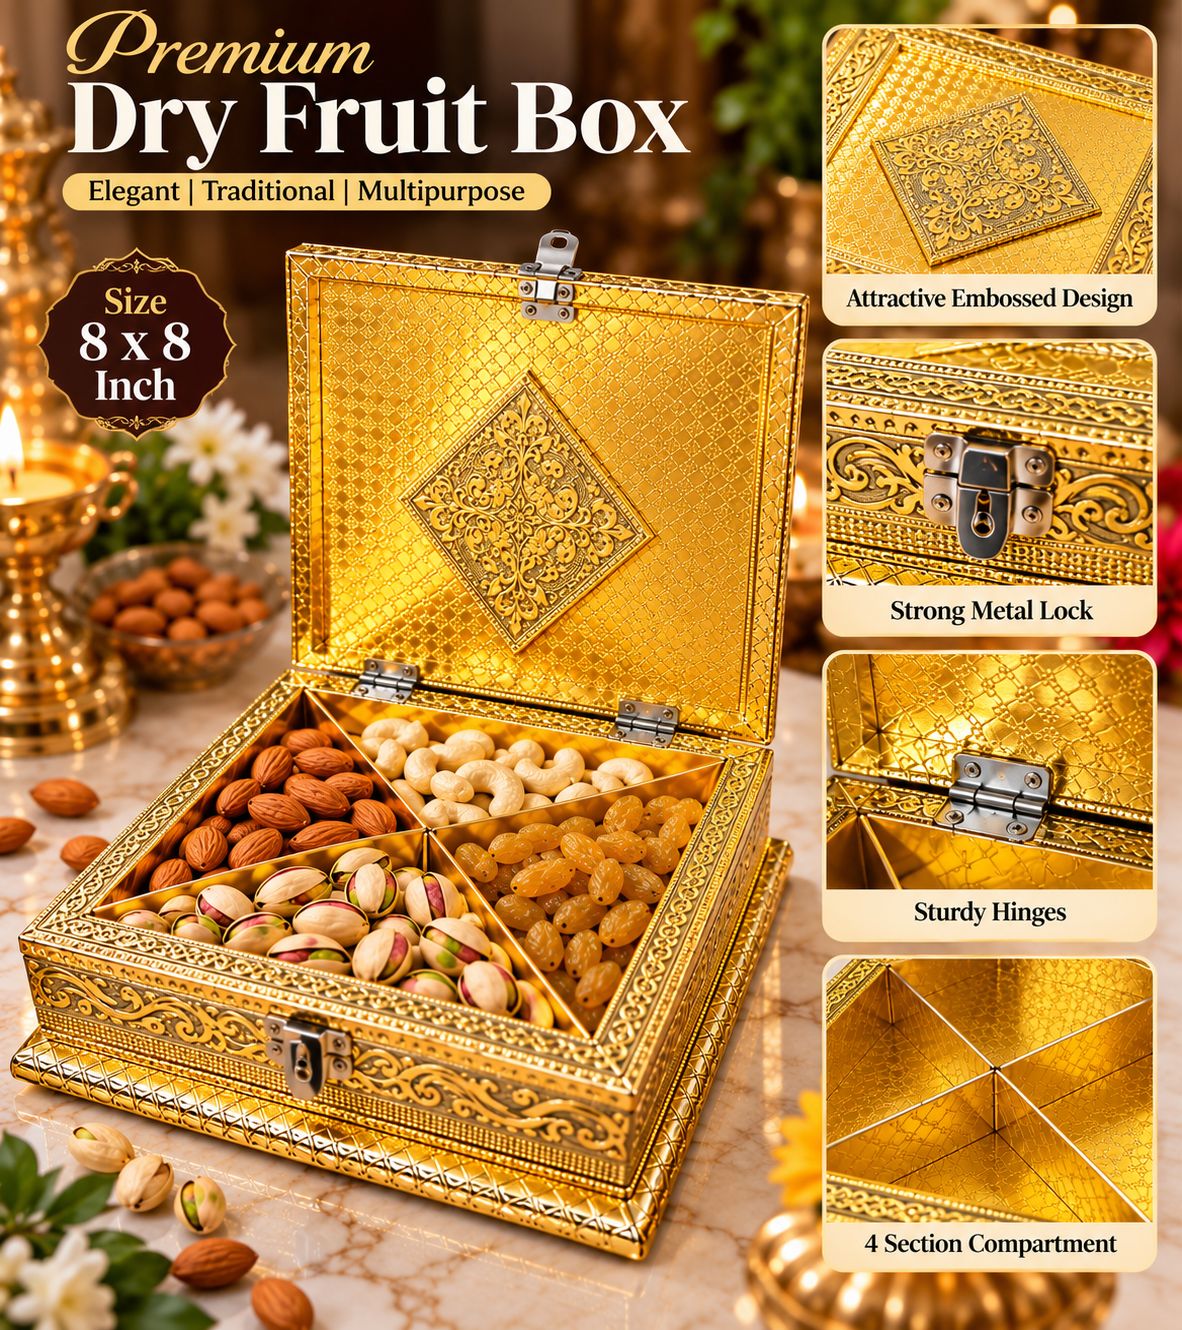 Premium
Dry Fruit Box
Elegant | Traditional | Multipurpose
Size
8 x 8
Inch
Attractive Embossed Design
Strong Metal Lock
Sturdy Hinges
4 Section Compartment